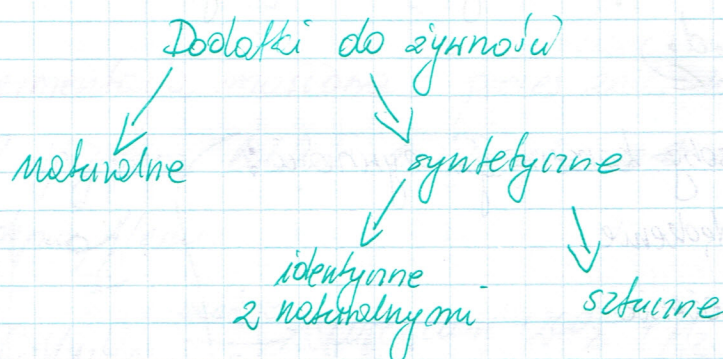 Dodatki do żywności
naturalne
syntetyczne
identyczne
z naturalnymi
sztuczne